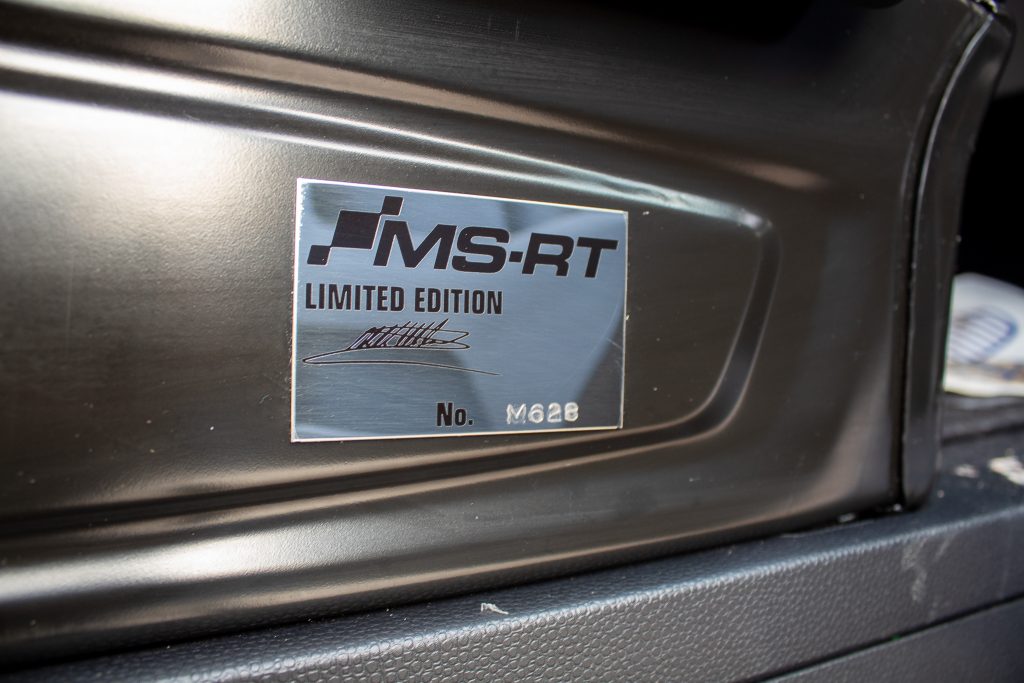 MS-RT
LIMITED EDITION
No. M628